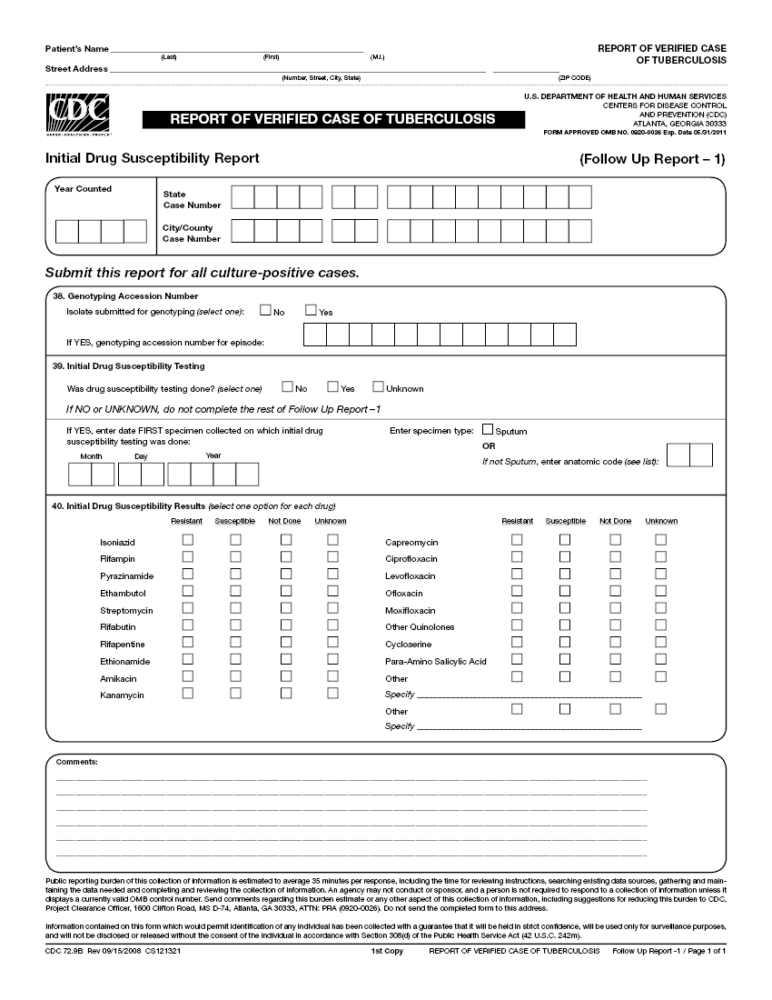 Patient's Name
REPORT OF VERIFIED CASE
OF TUBERCULOSIS
(Last) (First) (M.I.)
Street Address
(Number, Street, City, State) (ZIP CODE)
CDC
SAFER • HEALTHIER • PEOPLE™
REPORT OF VERIFIED CASE OF TUBERCULOSIS
U.S. DEPARTMENT OF HEALTH AND HUMAN SERVICES
CENTERS FOR DISEASE CONTROL
AND PREVENTION (CDC)
ATLANTA, GEORGIA 30333
FORM APPROVED OMB NO. 0920-0026 Exp. Date 05/31/2011
Initial Drug Susceptibility Report (Follow Up Report – 1)
Year Counted
State
Case Number
City/County
Case Number
Submit this report for all culture-positive cases.
38. Genotyping Accession Number
Isolate submitted for genotyping (select one): No Yes
If YES, genotyping accession number for episode:
39. Initial Drug Susceptibility Testing
Was drug susceptibility testing done? (select one) No Yes Unknown
If NO or UNKNOWN, do not complete the rest of Follow Up Report –1
If YES, enter date FIRST specimen collected on which initial drug
susceptibility testing was done:
Month Day Year
Enter specimen type: Sputum
OR
If not Sputum, enter anatomic code (see list):
40. Initial Drug Susceptibility Results (select one option for each drug)
Resistant Susceptible Not Done Unknown
Isoniazid
Rifampin
Pyrazinamide
Ethambutol
Streptomycin
Rifabutin
Rifapentine
Ethionamide
Amikacin
Kanamycin
Resistant Susceptible Not Done Unknown
Capreomycin
Ciprofloxacin
Levofloxacin
Ofloxacin
Moxifloxacin
Other Quinolones
Cycloserine
Para-Amino Salicylic Acid
Other
Specify
Other
Specify
Comments:
Public reporting burden of this collection of information is estimated to average 35 minutes per response, including the time for reviewing instructions, searching existing data sources, gathering and main-
taining the data needed and completing and reviewing the collection of information. An agency may not conduct or sponsor, and a person is not required to respond to a collection of information unless it
displays a currently valid OMB control number. Send comments regarding this burden estimate or any other aspect of this collection of information, including suggestions for reducing this burden to CDC,
Project Clearance Officer, 1600 Clifton Road, MS D-74, Atlanta, GA 30333, ATTN: PRA (0920-0026). Do not send the completed form to this address.
Information contained on this form which would permit identification of any individual has been collected with a guarantee that it will be held in strict confidence, will be used only for surveillance purposes,
and will not be disclosed or released without the consent of the individual in accordance with Section 308(d) of the Public Health Service Act (42 U.S.C. 242m).
CDC 72.9B Rev 09/15/2008 CS121321 1st Copy REPORT OF VERIFIED CASE OF TUBERCULOSIS Follow Up Report -1 / Page 1 of 1